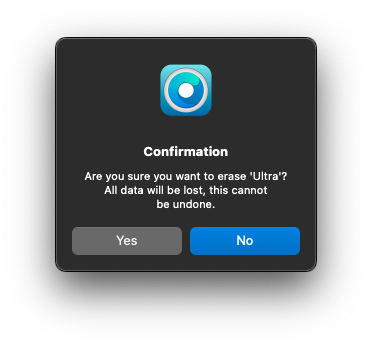 Confirmation
Are you sure you want to erase 'Ultra'?
All data will be lost, this cannot
be undone.
Yes
No